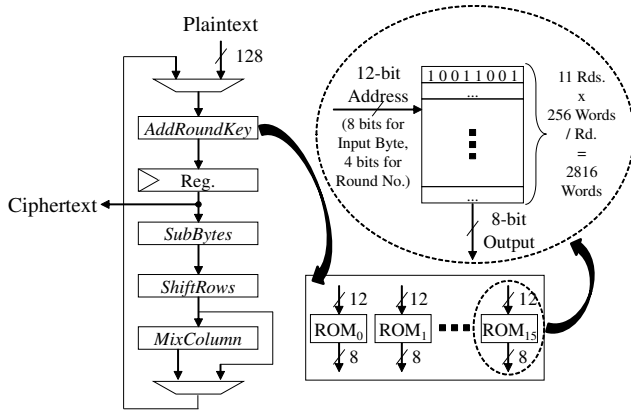 Plaintext
128
AddRoundKey
Reg.
Ciphertext
SubBytes
ShiftRows
MixColumn
12-bit
Address
(8 bits for
Input Byte,
4 bits for
Round No.)
1 0 0 1 1 0 0 1
...
...
11 Rds.
x
256 Words
/ Rd.
=
2816
Words
8-bit
Output
12
12
12
ROM0
ROM1
ROM15
8
8
8